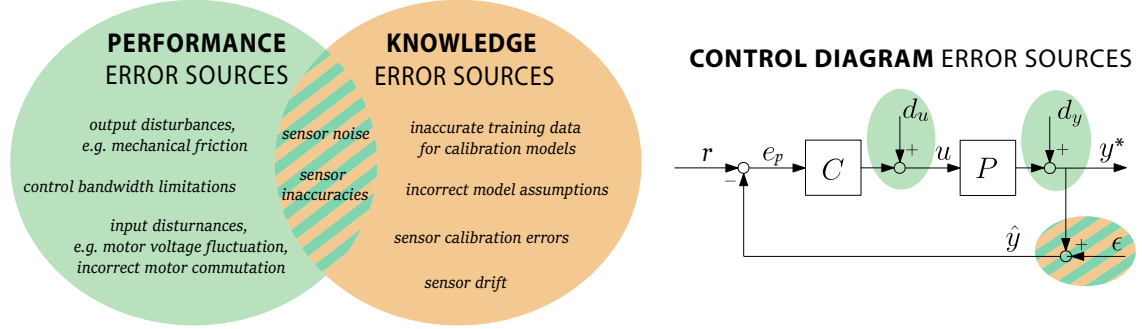 PERFORMANCE
ERROR SOURCES
output disturbances,
e.g. mechanical friction
control bandwidth limitations
input disturnances,
e.g. motor voltage fluctuation,
incorrect motor commutation
sensor noise
sensor
inaccuracies
KNOWLEDGE
ERROR SOURCES
inaccurate training data
for calibration models
incorrect model assumptions
sensor calibration errors
sensor drift
CONTROL DIAGRAM ERROR SOURCES
d_u d_y
+ +
r e_p C u P y*
−
ŷ + ϵ